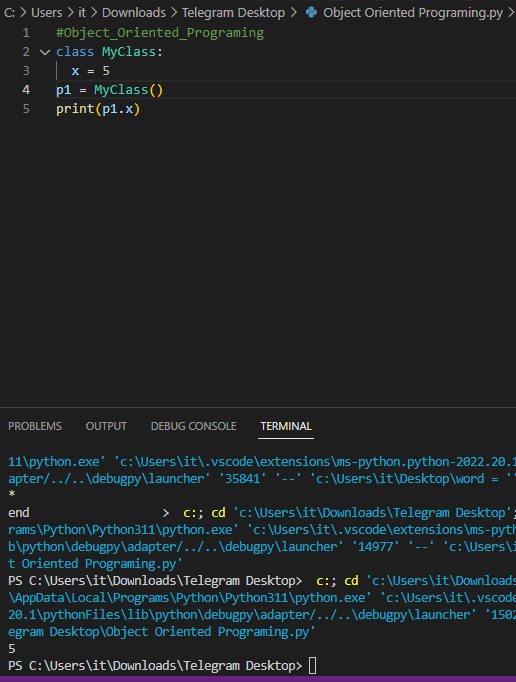 C: > Users > it > Downloads > Telegram Desktop > Object Oriented Programing.py >
1 #Object_Oriented_Programing
2 class MyClass:
3 x = 5
4 p1 = MyClass()
5 print(p1.x)
PROBLEMS OUTPUT DEBUG CONSOLE TERMINAL
11\python.exe' 'c:\Users\it\.vscode\extensions\ms-python.python-2022.20.1
apter/../..\debugpy\launcher' '35841' '--' 'c:\Users\it\Desktop\word = ''
*
end > c:; cd 'c:\Users\it\Downloads\Telegram Desktop';
rams\Python\Python311\python.exe' 'c:\Users\it\.vscode\extensions\ms-pyth
b\python\debugpy\adapter/../..\debugpy\launcher' '14977' '--' 'c:\Users\i
t Oriented Programing.py'
PS C:\Users\it\Downloads\Telegram Desktop> c:; cd 'c:\Users\it\Downloads
\AppData\Local\Programs\Python\Python311\python.exe' 'c:\Users\it\.vscode
20.1\pythonFiles\lib\python\debugpy\adapter/../..\debugpy\launcher' '1502
egram Desktop\Object Oriented Programing.py'
5
PS C:\Users\it\Downloads\Telegram Desktop>